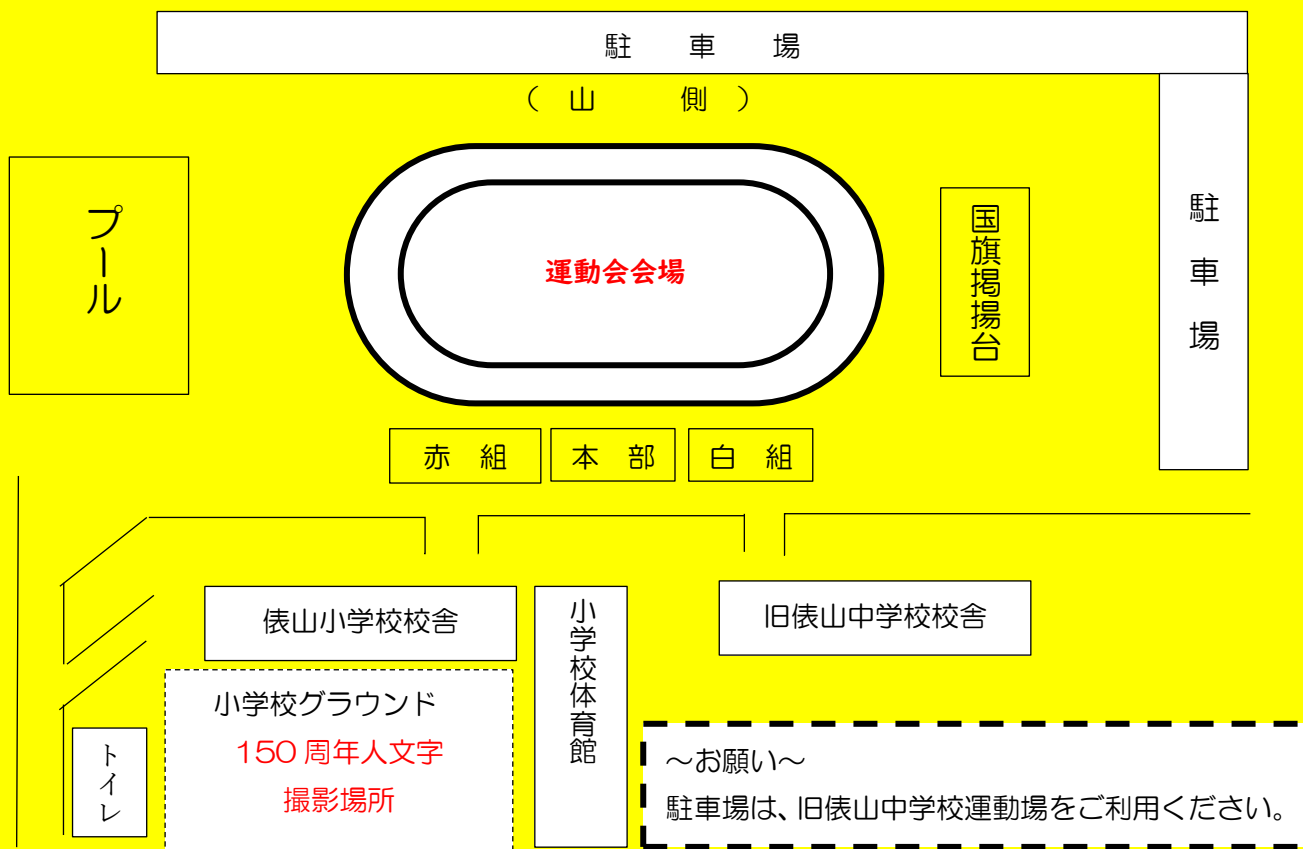 駐 車 場
（ 山 側 ）
プール
運動会会場
国旗掲揚台
駐車場
赤 組
本 部
白 組
俵山小学校校舎
小学校体育館
旧俵山中学校校舎
小学校グラウンド
150周年人文字
撮影場所
トイレ
～お願い～
駐車場は、旧俵山中学校運動場をご利用ください。